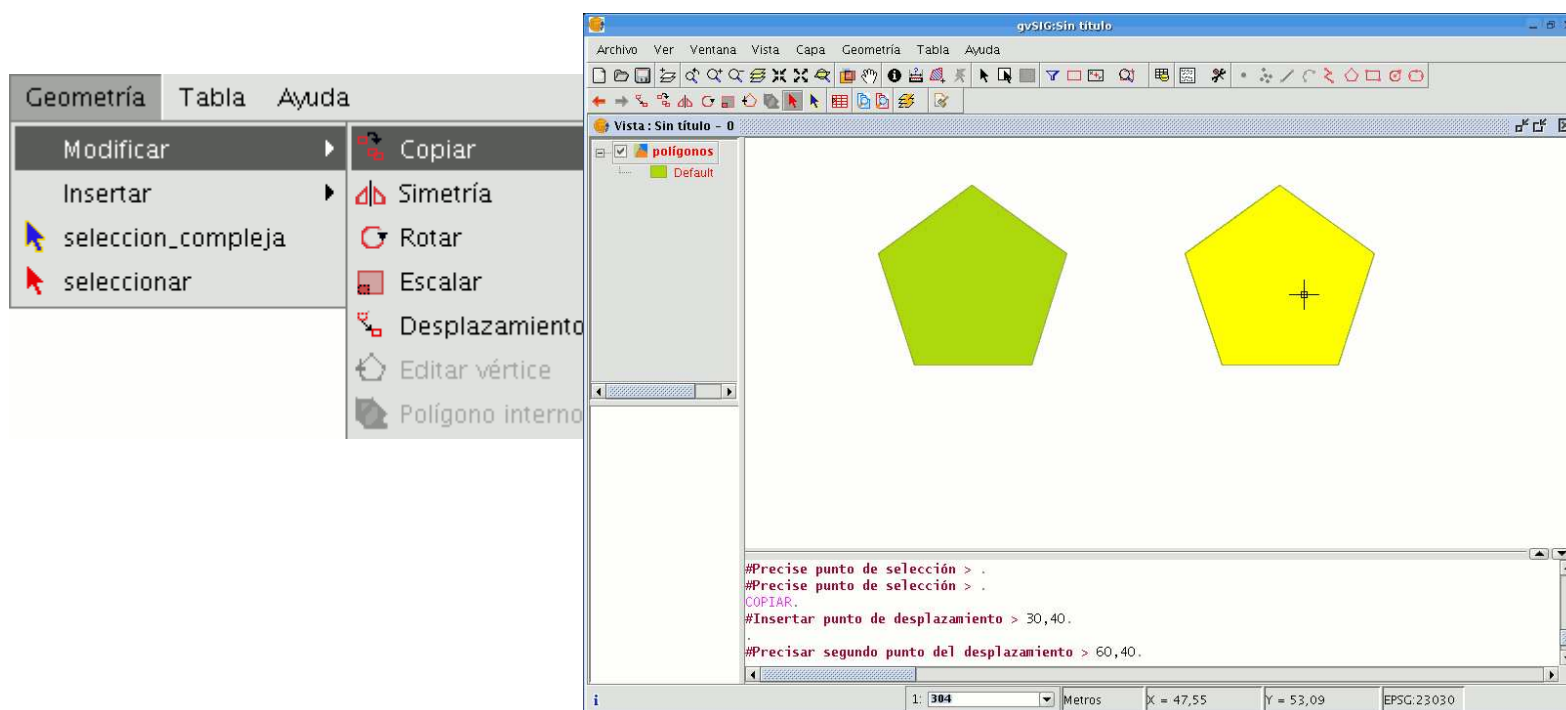 Geometría Tabla Ayuda
Modificar
Insertar
seleccion_compleja
seleccionar
Copiar
Simetría
Rotar
Escalar
Desplazamiento
Editar vértice
Polígono interno
gvSIG:Sin título
Archivo Ver Ventana Vista Capa Geometría Tabla Ayuda
Vista : Sin título - 0
polígonos
Default
#Precise punto de selección > .
#Precise punto de selección > .
COPIAR.
#Insertar punto de desplazamiento > 30,40.
.
#Precisar segundo punto del desplazamiento > 60,40.
i
1: 304
Metros
X = 47,55
Y = 53,09
EPSG:23030